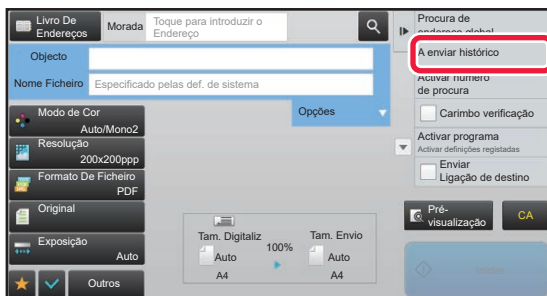 Livro De
Endereços
Morada
Toque para introduzir o
Endereço
Objecto
Nome Ficheiro
Especificado pelas def. de sistema
Opções
Modo de Cor
Auto/Mono2
Resolução
200x200ppp
Formato De Ficheiro
PDF
Original
Exposição
Auto
Outros
Tam. Digitaliz
Auto
A4
100%
Tam. Envio
Auto
A4
Procura de
endereço global
A enviar histórico
Activar número
de procura
Carimbo verificação
Activar programa
Activar definições registadas
Enviar
Ligação de destino
Pré-
visualização
CA
Iniciar